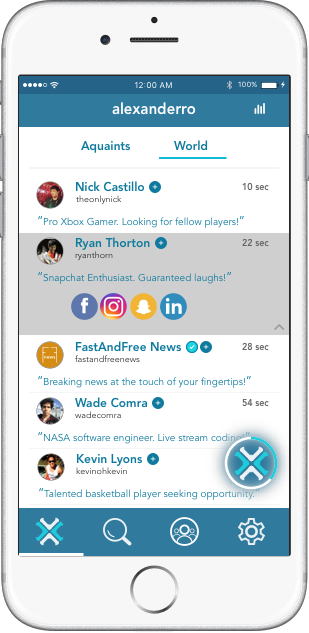 12:00 AM
100%
alexanderro
Aquaints
World
Nick Castillo
10 sec
theonlynick
“Pro Xbox Gamer. Looking for fellow players!”
Ryan Thorton
22 sec
ryanthorn
“Snapchat Enthusiast. Guaranteed laughs!”
FastAndFree News
28 sec
fastandfreenews
“Breaking news at the touch of your fingertips!”
Wade Comra
54 sec
wadecomra
“NASA software engineer. Live stream coding!”
Kevin Lyons
kevinohkevin
“Talented basketball player seeking opportunity.”